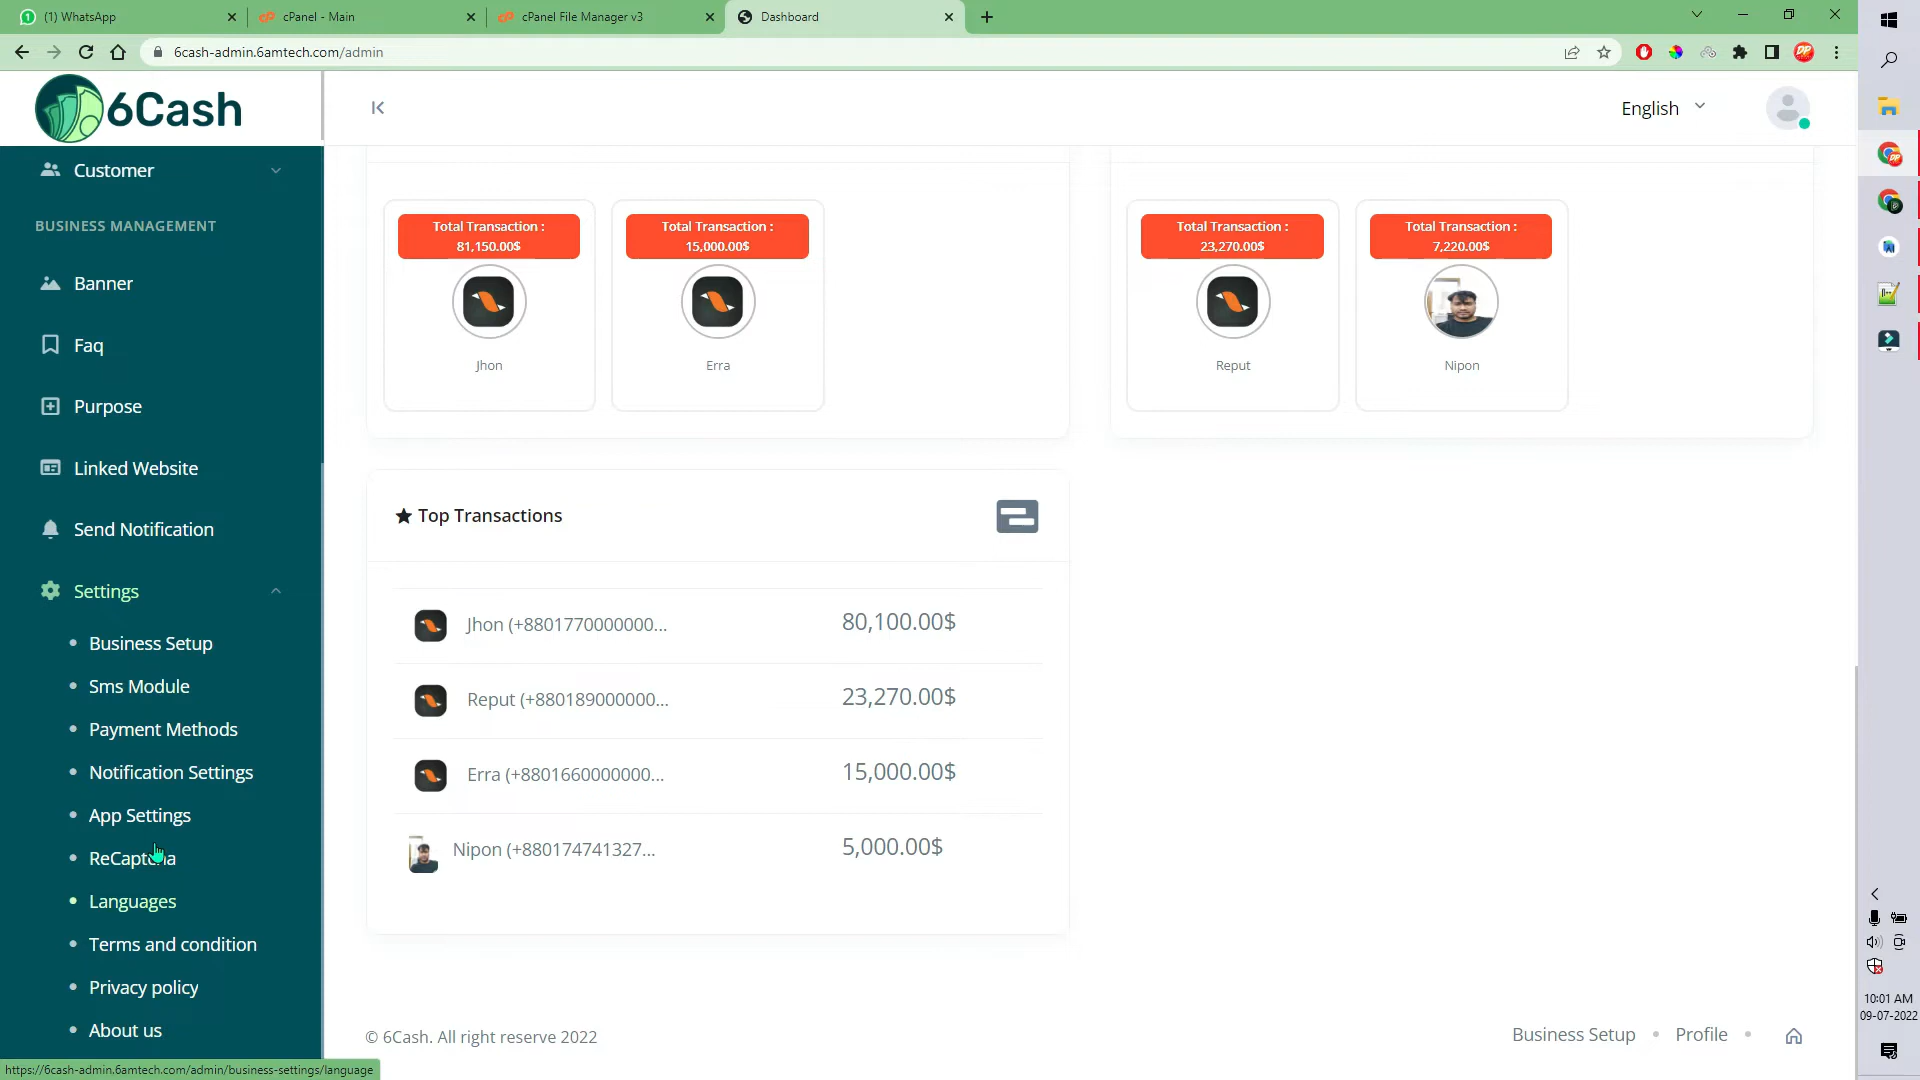 (1) WhatsApp
cPanel - Main
cPanel File Manager v3
Dashboard
6cash-admin.6amtech.com/admin
6Cash
English
Customer
BUSINESS MANAGEMENT
Banner
Faq
Purpose
Linked Website
Send Notification
Settings
Business Setup
Sms Module
Payment Methods
Notification Settings
App Settings
ReCaptcha
Languages
Terms and condition
Privacy policy
About us
https://6cash-admin.6amtech.com/admin/business-settings/language
Total Transaction :
81,150.00$
Jhon
Total Transaction :
15,000.00$
Erra
Total Transaction :
23,270.00$
Reput
Total Transaction :
7,220.00$
Nipon
Top Transactions
Jhon (+8801770000000... 80,100.00$
Reput (+880189000000... 23,270.00$
Erra (+8801660000000... 15,000.00$
Nipon (+880174741327... 5,000.00$
© 6Cash. All right reserve 2022
Business Setup • Profile •
10:01 AM
09-07-2022